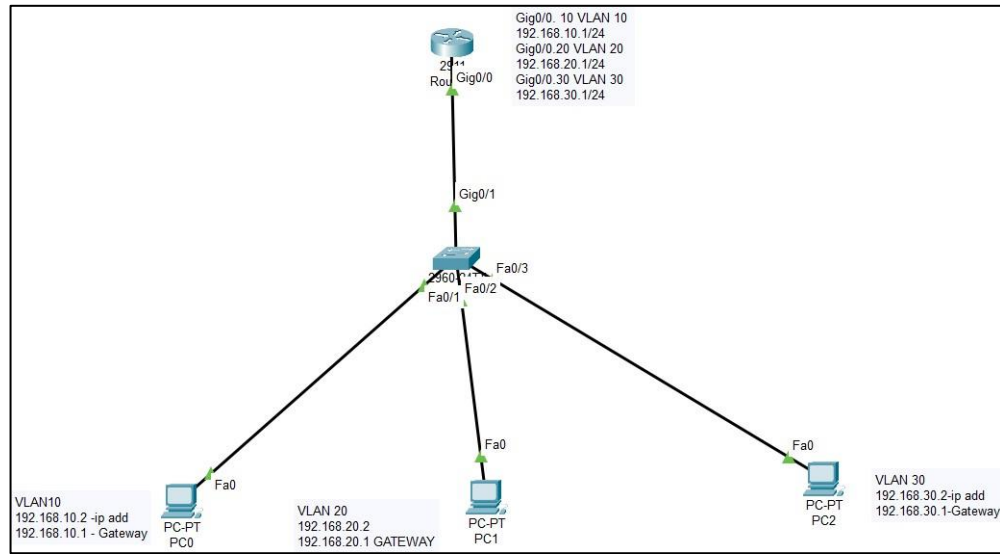 Gig0/0. 10 VLAN 10
192.168.10.1/24
Gig0/0.20 VLAN 20
192.168.20.1/24
Gig0/0.30 VLAN 30
192.168.30.1/24
Gig0/0
Gig0/1
Fa0/3
Fa0/2
Fa0/1
Fa0
Fa0
Fa0
VLAN10
192.168.10.2 -ip add
192.168.10.1 - Gateway
PC-PT
PC0
VLAN 20
192.168.20.2
192.168.20.1 GATEWAY
PC-PT
PC1
PC-PT
PC2
VLAN 30
192.168.30.2-ip add
192.168.30.1-Gateway